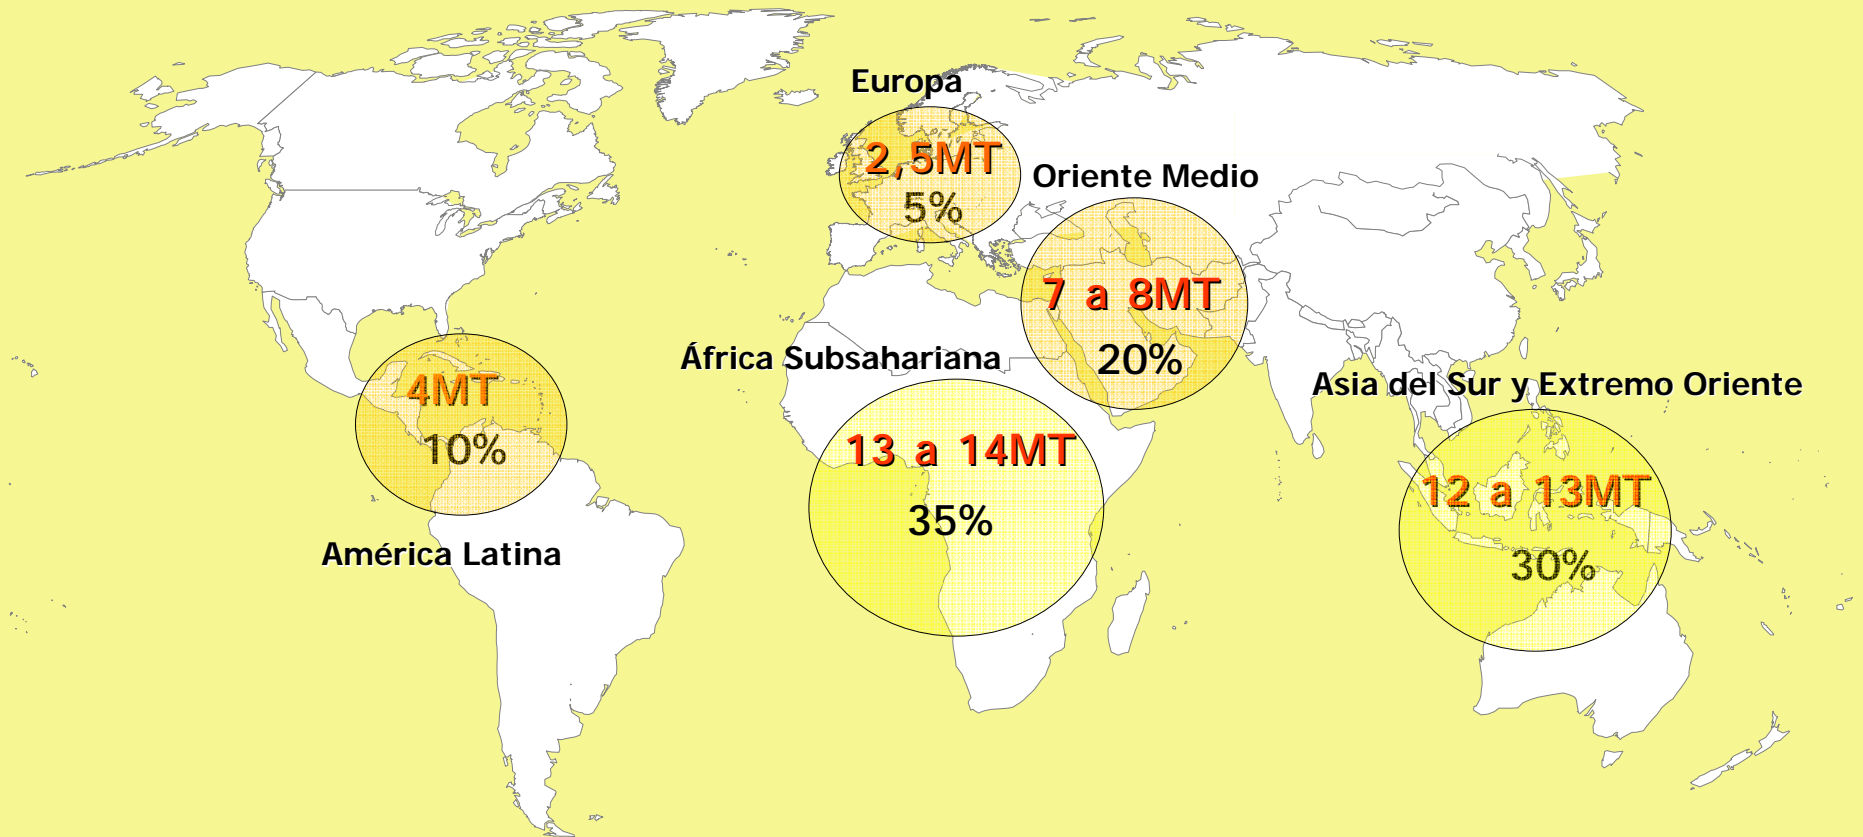 Europa
2,5MT
5%
Oriente Medio
7 a 8MT
20%
África Subsahariana
13 a 14MT
35%
Asia del Sur y Extremo Oriente
12 a 13MT
30%
4MT
10%
América Latina